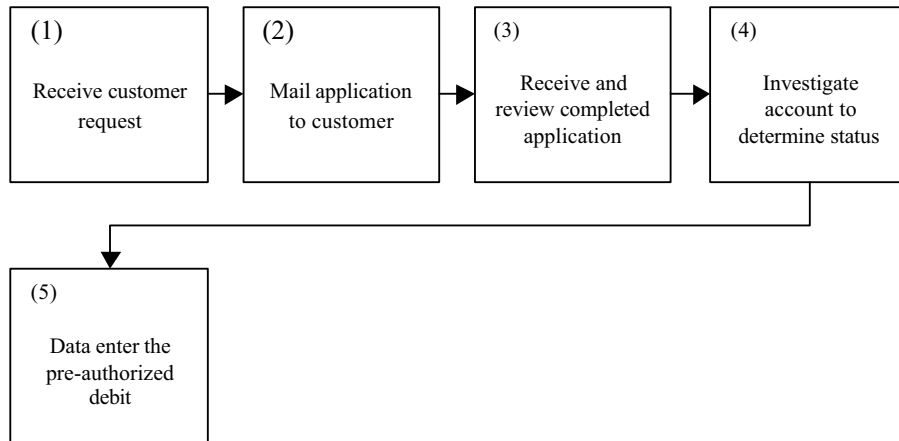 (1)
Receive customer
request
(2)
Mail application
to customer
(3)
Receive and
review completed
application
(4)
Investigate
account to
determine status
(5)
Data enter the
pre-authorized
debit